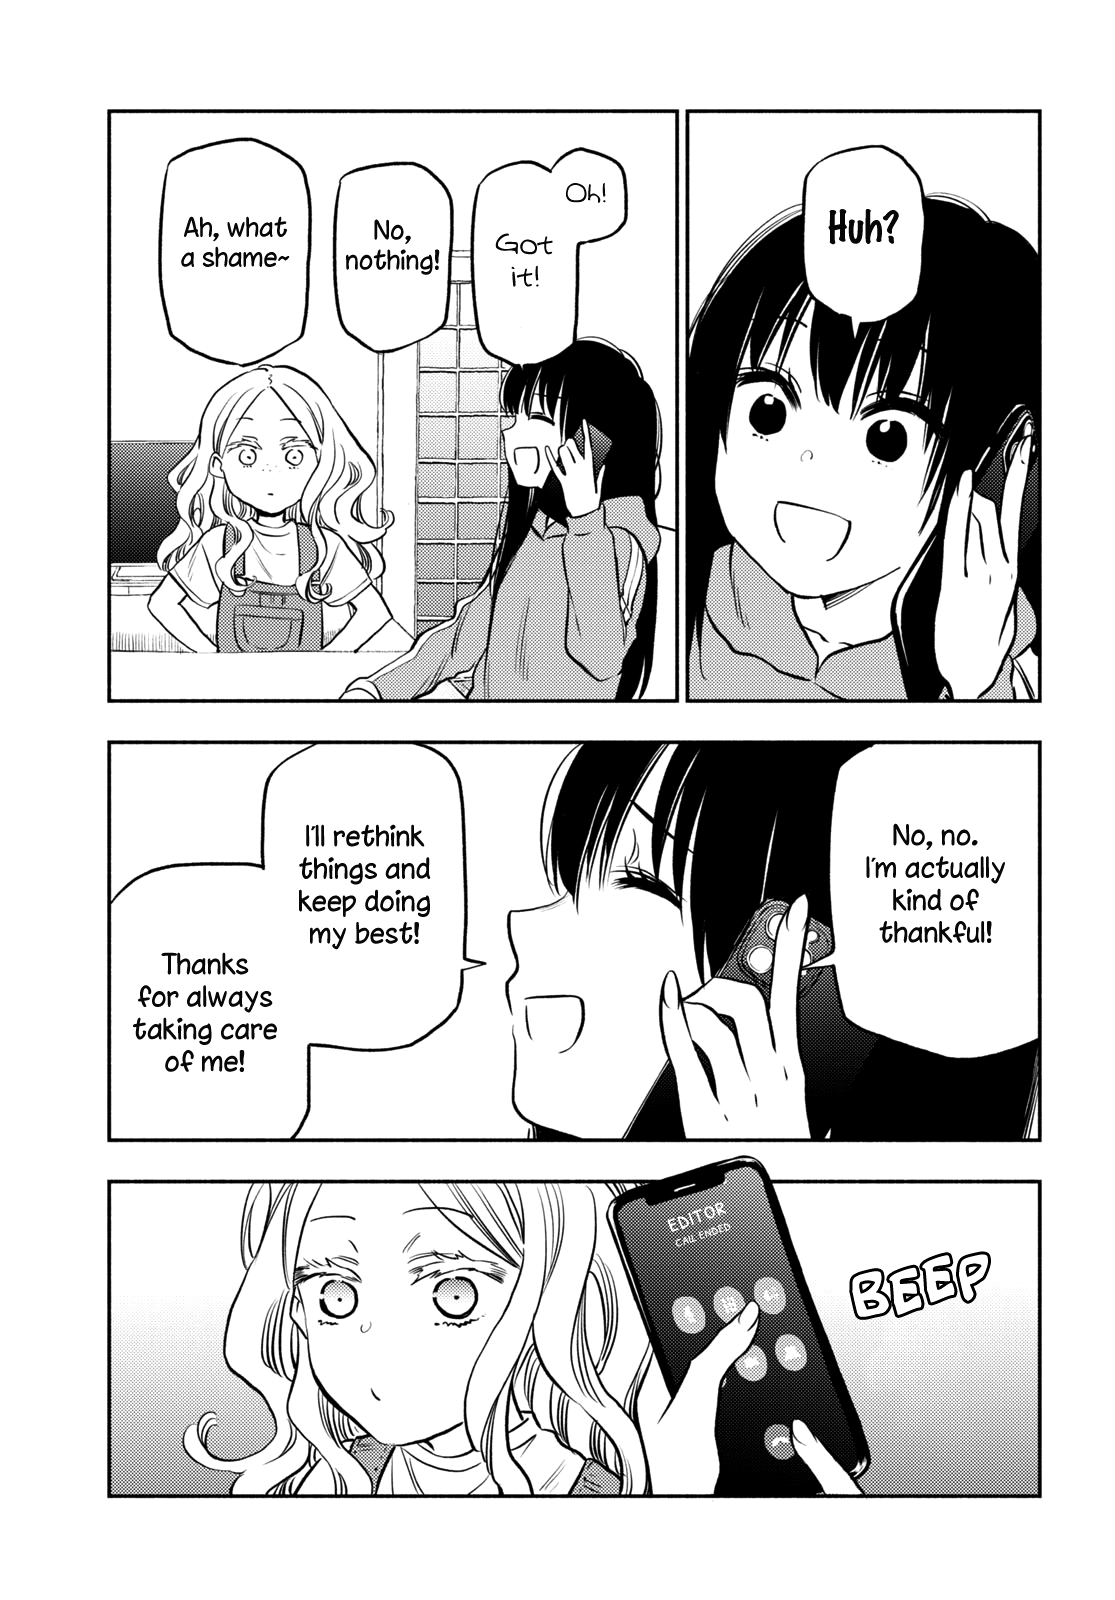 Huh?
Oh!
Got
it!
No,
nothing!
Ah, what
a shame~
No, no.
I'm actually
kind of
thankful!
I'll rethink
things and
keep doing
my best!
Thanks
for always
taking care
of me!
EDITOR
CALL ENDED
BEEP